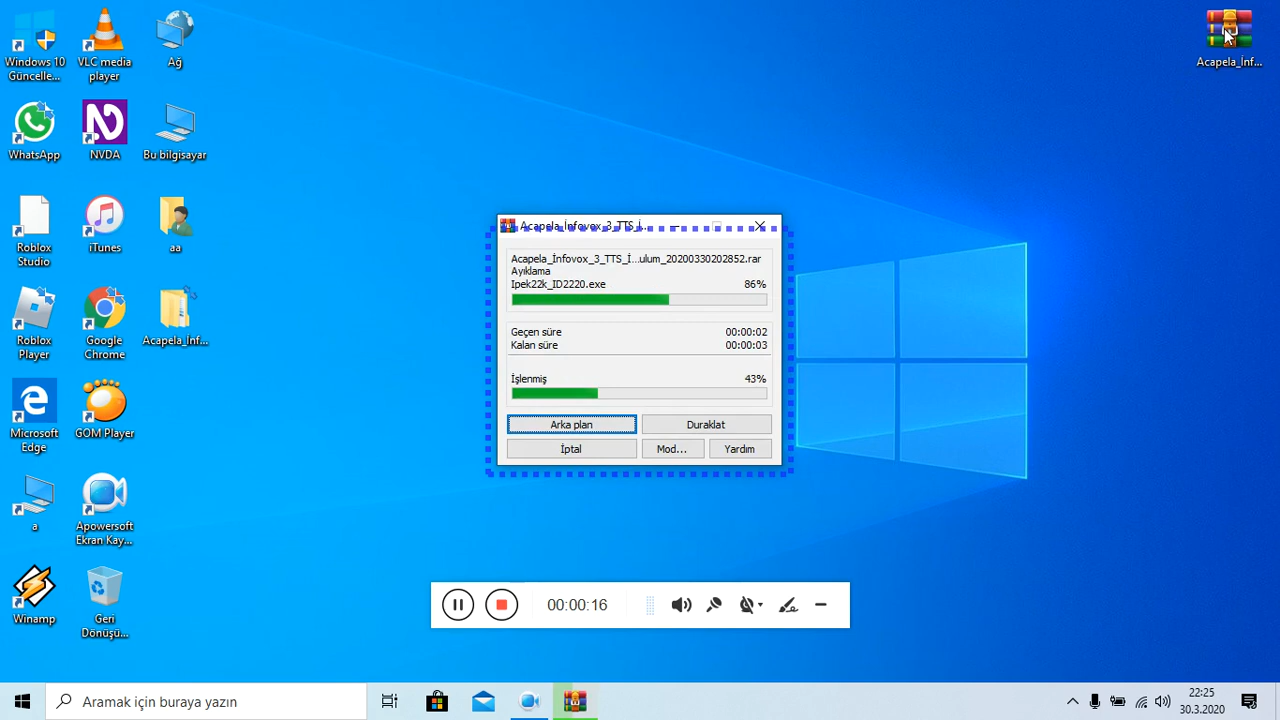 Windows 10
Güncelle...
VLC media
player
Ağ
Acapela_İnf...
WhatsApp
NVDA
Bu bilgisayar
Roblox
Studio
iTunes
aa
Roblox
Player
Google
Chrome
Acapela_İnf...
Microsoft
Edge
GOM Player
a
Apowersoft
Ekran Kay...
Winamp
Geri
Dönüşü...
Acapela_İnfovox_3_TTS_İ...
Acapela_İnfovox_3_TTS_İ...ulum_20200330202852.rar
Ayıklama
Ipek22k_ID2220.exe 86%
Geçen süre 00:00:02
Kalan süre 00:00:03
İşlenmiş 43%
Arka plan Duraklat
İptal Mod... Yardım
00:00:16
Aramak için buraya yazın
22:25
30.3.2020